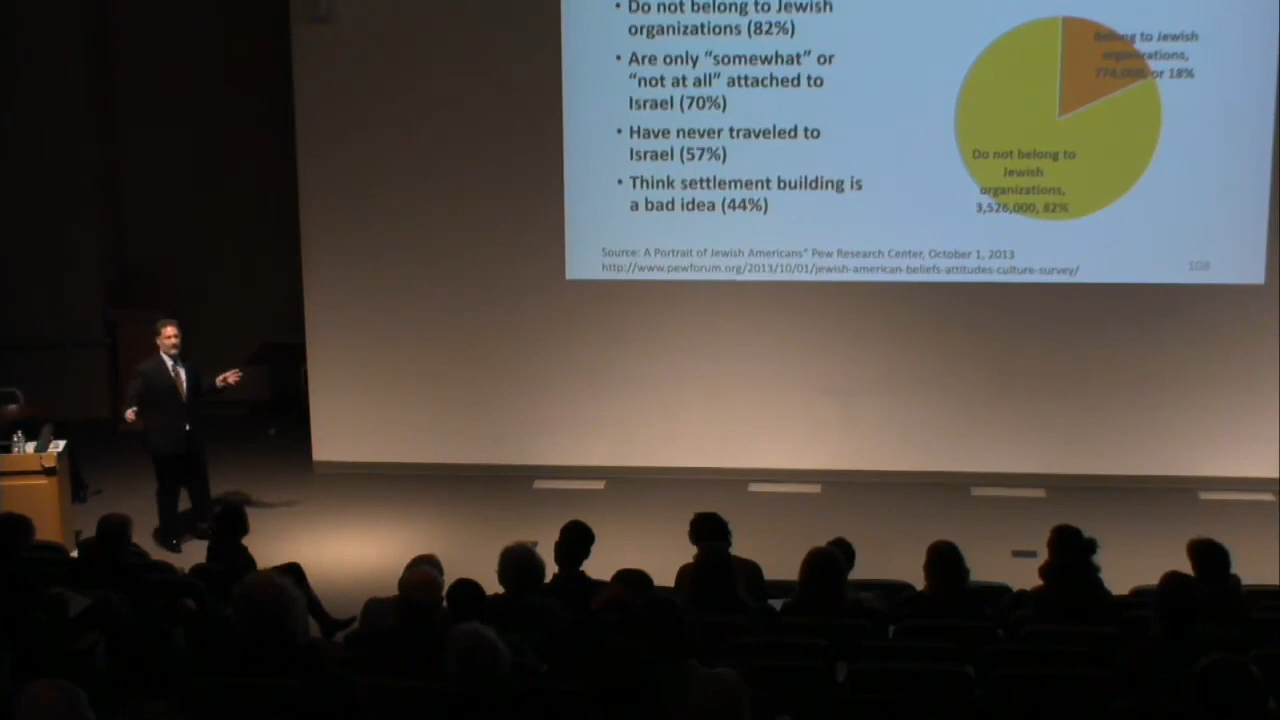 • Do not belong to Jewish
organizations (82%)
• Are only “somewhat” or
“not at all” attached to
Israel (70%)
• Have never traveled to
Israel (57%)
• Think settlement building is
a bad idea (44%)
Belong to Jewish
organizations,
774,000, or 18%
Do not belong to
Jewish
organizations,
3,526,000, 82%
Source: A Portrait of Jewish Americans" Pew Research Center, October 1, 2013
http://www.pewforum.org/2013/10/01/jewish-american-beliefs-attitudes-culture-survey/
108